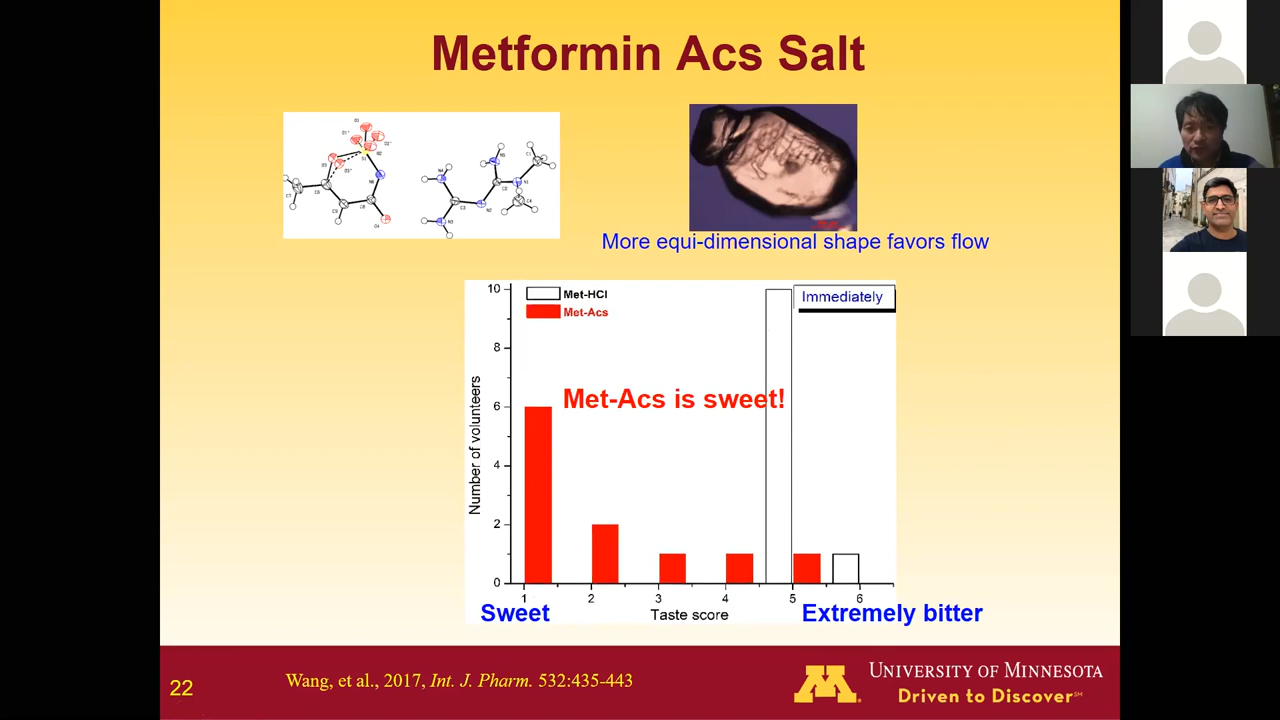 Metformin Acs Salt
More equi-dimensional shape favors flow
Met-HCl
Met-Acs
Immediately
Met-Acs is sweet!
Number of volunteers
10
8
6
4
2
0
1 2 3 4 5 6
Sweet
Taste score
Extremely bitter
22
Wang, et al., 2017, Int. J. Pharm. 532:435-443
UNIVERSITY OF MINNESOTA
Driven to Discover